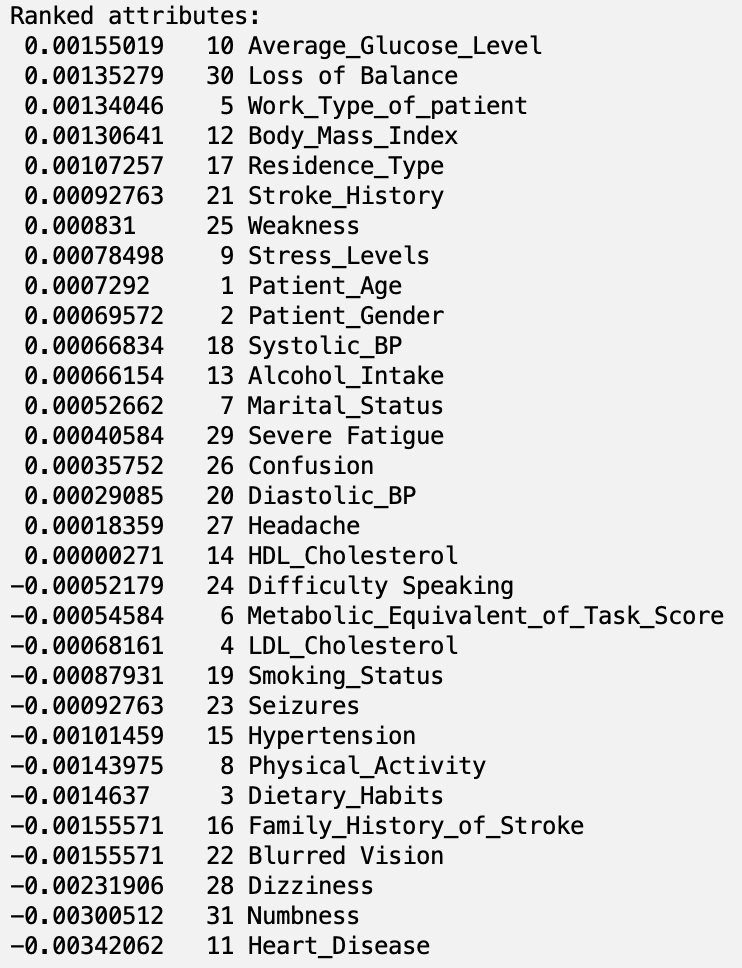 Ranked attributes:
0.00155019 10 Average_Glucose_Level
0.00135279 30 Loss of Balance
0.00134046 5 Work_Type_of_patient
0.00130641 12 Body_Mass_Index
0.00107257 17 Residence_Type
0.00092763 21 Stroke_History
0.000831 25 Weakness
0.00078498 9 Stress_Levels
0.0007292 1 Patient_Age
0.00069572 2 Patient_Gender
0.00066834 18 Systolic_BP
0.00066154 13 Alcohol_Intake
0.00052662 7 Marital_Status
0.00040584 29 Severe Fatigue
0.00035752 26 Confusion
0.00029085 20 Diastolic_BP
0.00018359 27 Headache
0.00000271 14 HDL_Cholesterol
-0.00052179 24 Difficulty Speaking
-0.00054584 6 Metabolic_Equivalent_of_Task_Score
-0.00068161 4 LDL_Cholesterol
-0.00087931 19 Smoking_Status
-0.00092763 23 Seizures
-0.00101459 15 Hypertension
-0.00143975 8 Physical_Activity
-0.0014637 3 Dietary_Habits
-0.00155571 16 Family_History_of_Stroke
-0.00155571 22 Blurred Vision
-0.00231906 28 Dizziness
-0.00300512 31 Numbness
-0.00342062 11 Heart_Disease